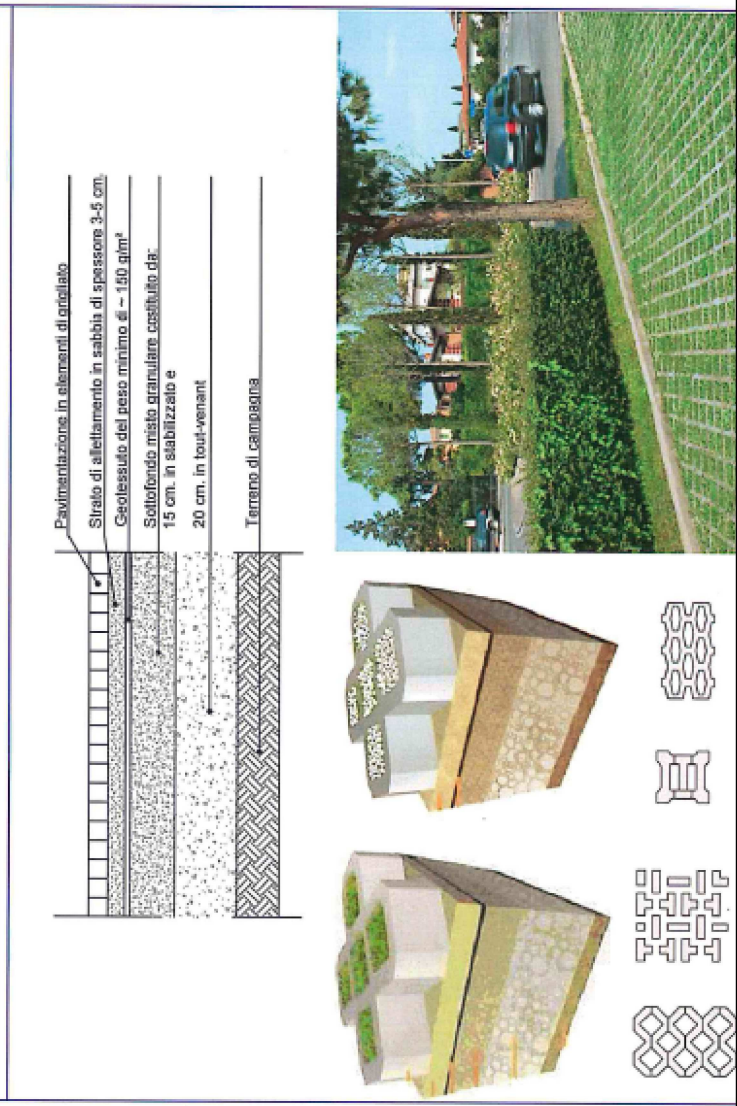 Pavimentazione in elementi di grigliato
Strato di allettamento in sabbia di spessore 3-5 cm.
Geotessuto del peso minimo di ~ 150 g/m²
Sottofondo misto granulare costituito da:
15 cm. in stabilizzato e
20 cm. in tout-venant
Terreno di campagna